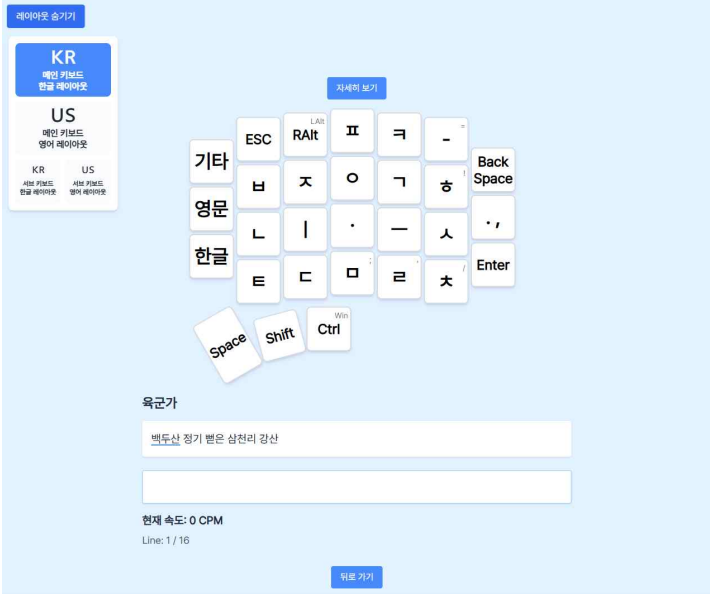 레이아웃 숨기기
KR
메인 키보드
한글 레이아웃
US
메인 키보드
영어 레이아웃
KR US
서브 키보드 서브 키보드
한글 레이아웃 영어 레이아웃
자세히 보기
기타 ESC RAlt LAlt ㅍ ㅋ - = Back Space
영문 ㅂ ㅈ ㅇ ㄱ ㅎ ! . ,
한글 ㄴ ㅣ · ㅡ ㅅ Enter
ㅌ ㄷ ㅁ ; ㄹ ㅊ /
Space Shift Ctrl Win
육군가
백두산 정기 뻗은 삼천리 강산
현재 속도: 0 CPM
Line: 1 / 16
뒤로 가기